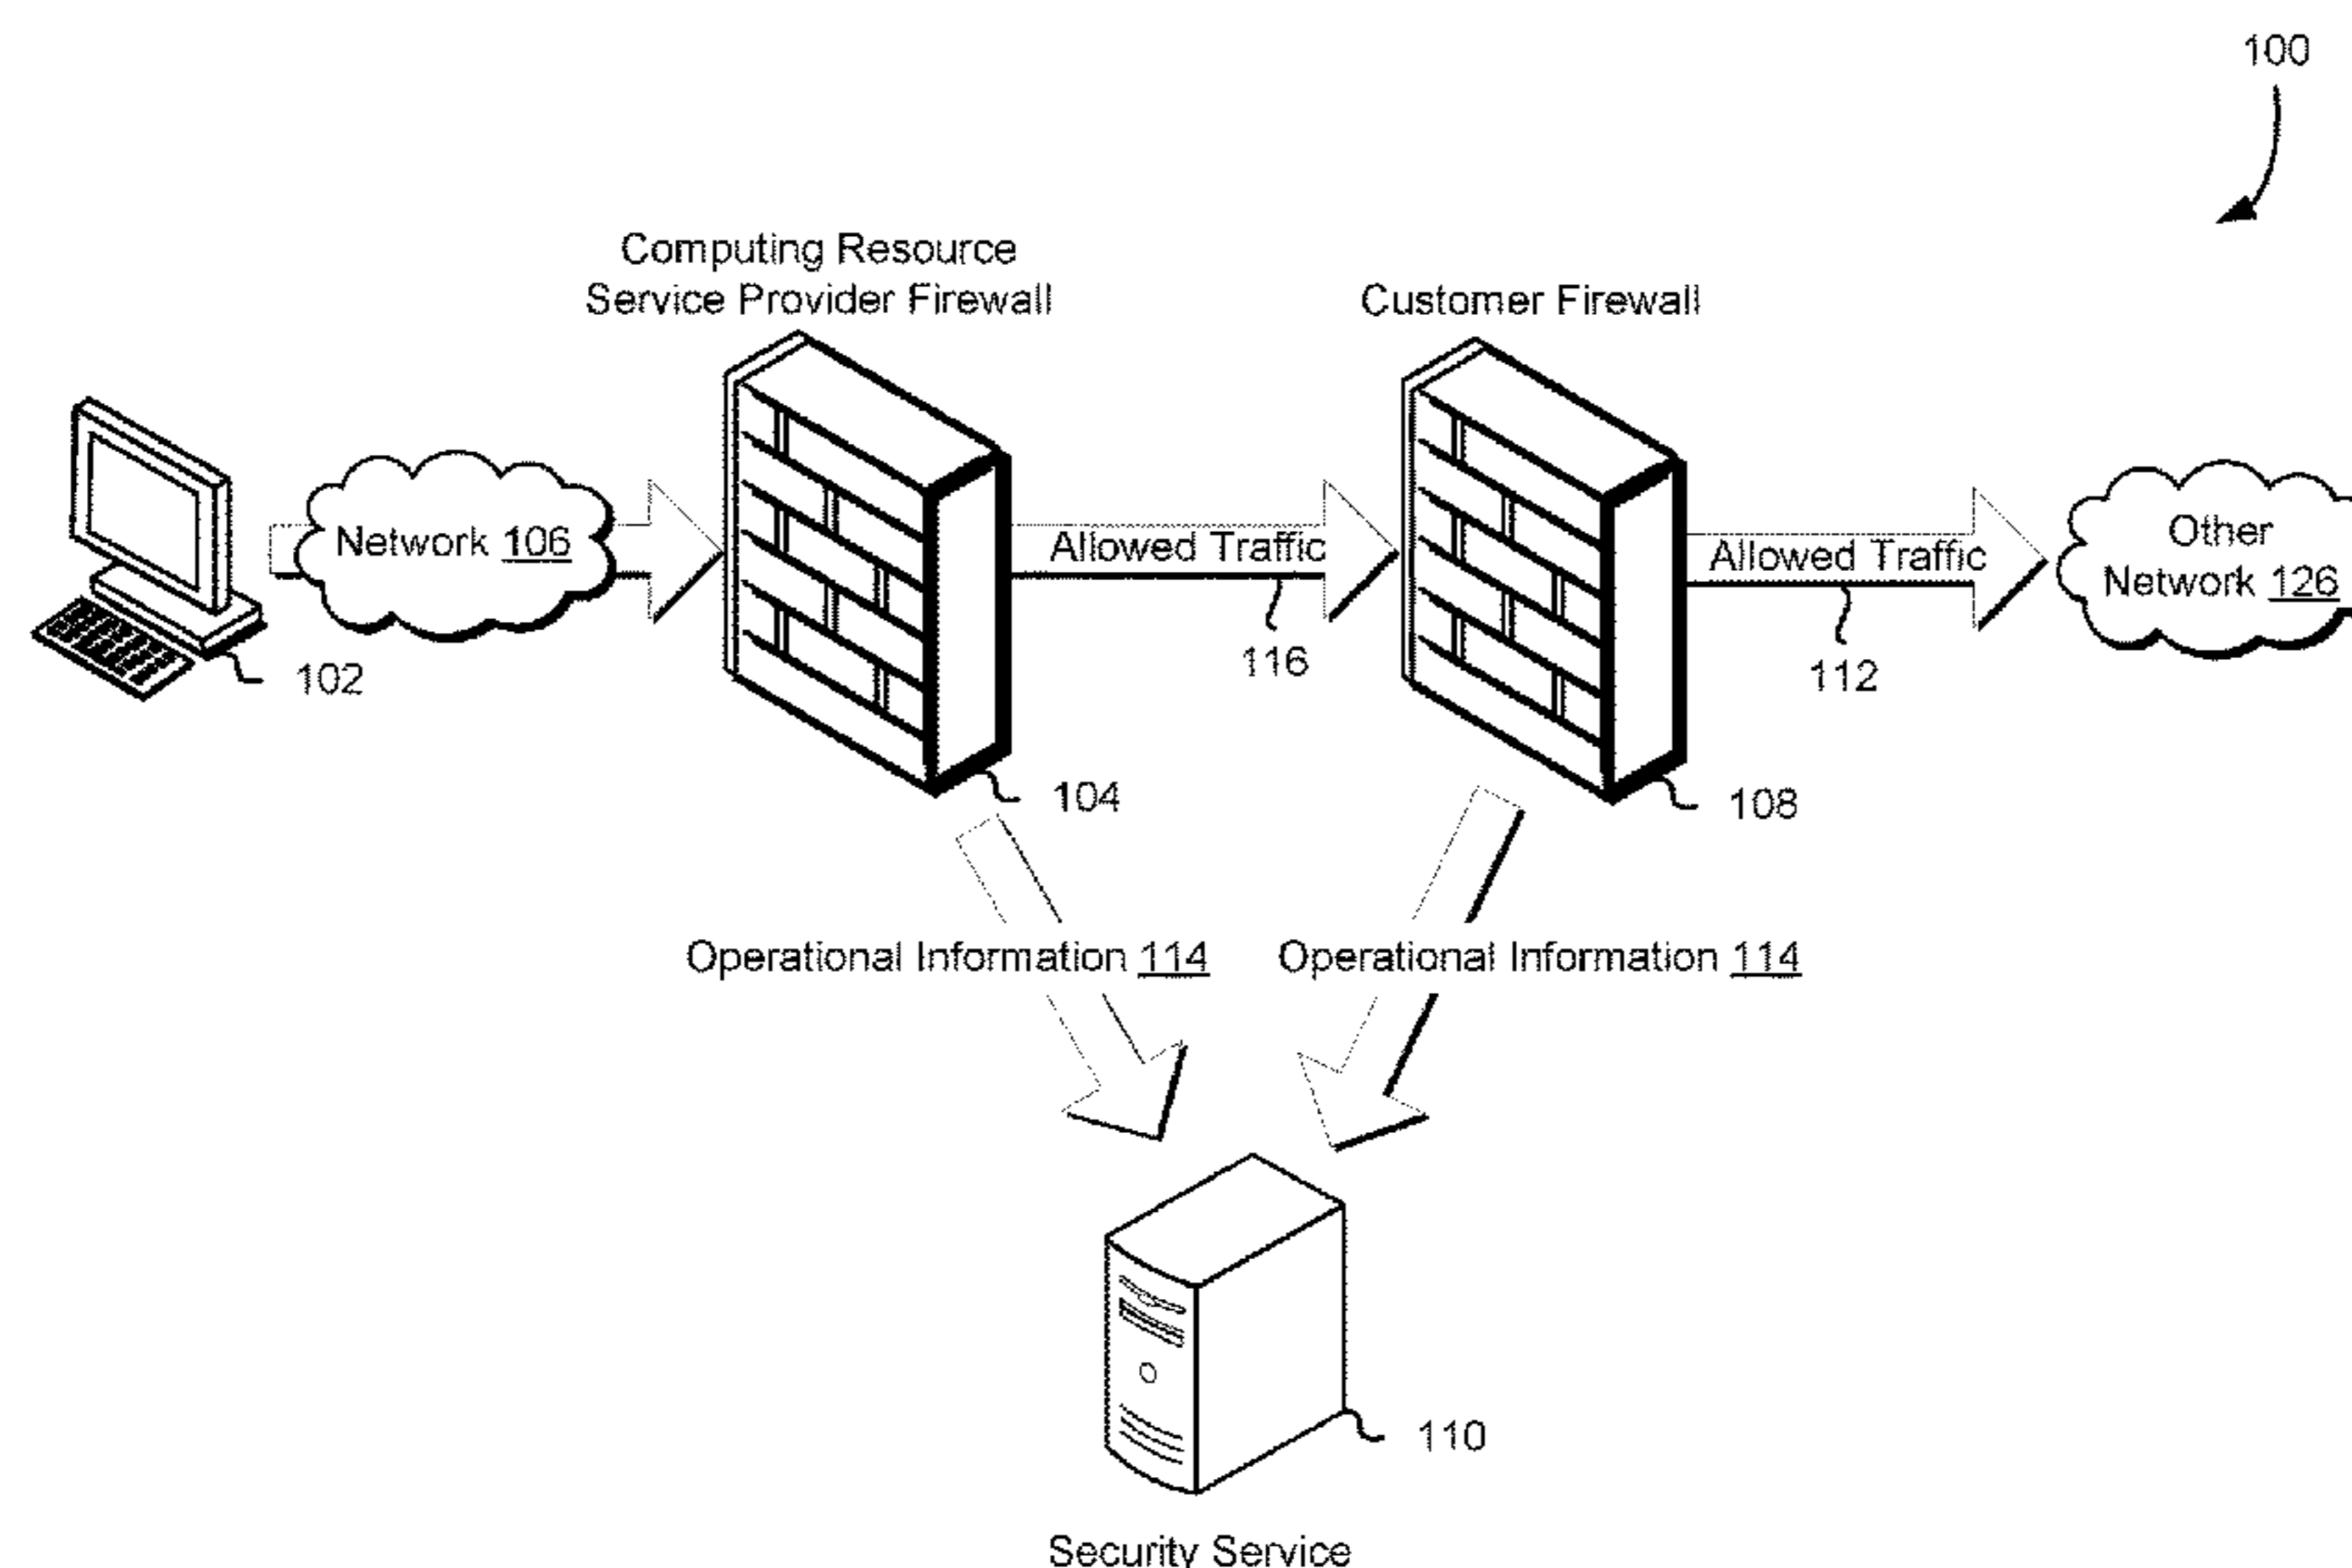 100
Computing Resource
Service Provider Firewall
Customer Firewall
Network 106
Allowed Traffic
Allowed Traffic
Other
Network 126
116
112
102
104
108
Operational Information 114
Operational Information 114
110
Security Service